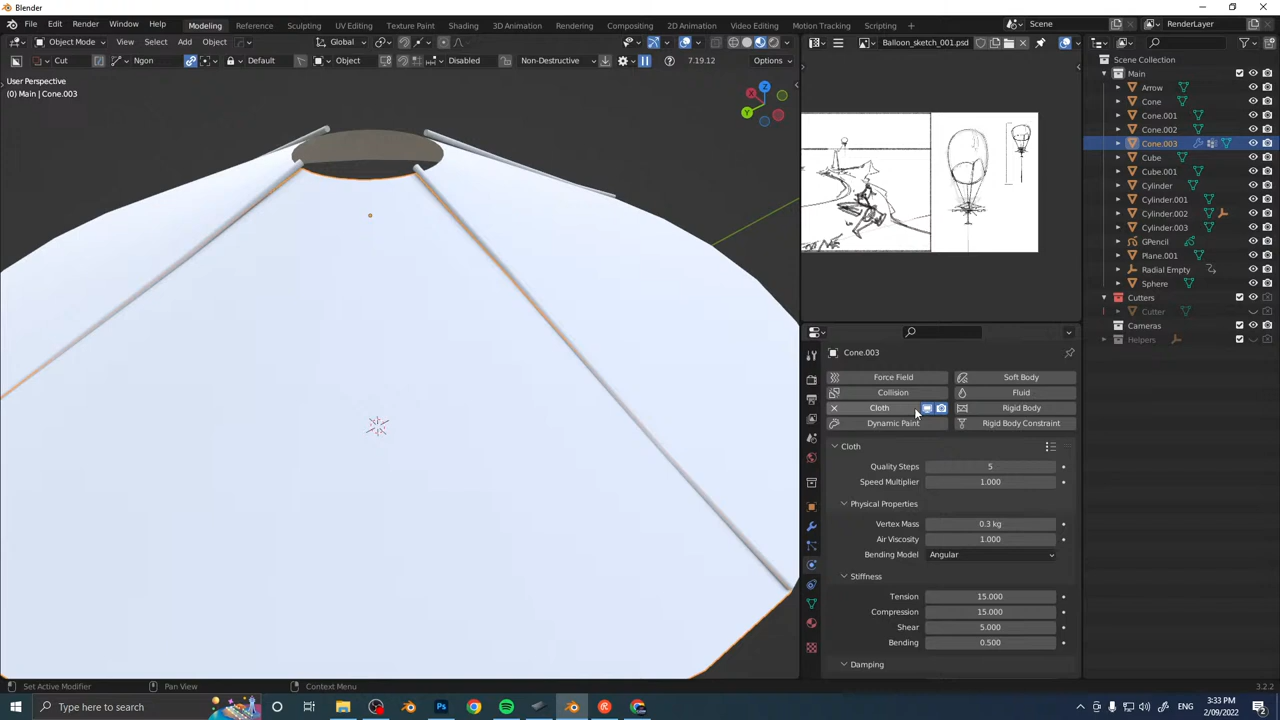 Blender
File Edit Render Window Help
Modeling Reference Sculpting UV Editing Texture Paint Shading 3D Animation Rendering Compositing 2D Animation Video Editing Motion Tracking Scripting +
Scene
RenderLayer
Object Mode View Select Add Object Global
Balloon_sketch_001.psd
Cut Ngon Default Object Disabled Non-Destructive 7.19.12 Options
User Perspective
(0) Main | Cone.003
X
Y
Z
Scene Collection
Main
Arrow
Cone
Cone.001
Cone.002
Cone.003
Cube
Cube.001
Cylinder
Cylinder.001
Cylinder.002
Cylinder.003
GPencil
Plane.001
Radial Empty
Sphere
Cutters
Cutter
Cameras
Helpers
Cone.003
Force Field Soft Body
Collision Fluid
Cloth Rigid Body
Dynamic Paint Rigid Body Constraint
Cloth
Quality Steps 5
Speed Multiplier 1.000
Physical Properties
Vertex Mass 0.3 kg
Air Viscosity 1.000
Bending Model Angular
Stiffness
Tension 15.000
Compression 15.000
Shear 5.000
Bending 0.500
Damping
Set Active Modifier Pan View Context Menu 3.2.2
Type here to search
3:33 PM
2/09/2022